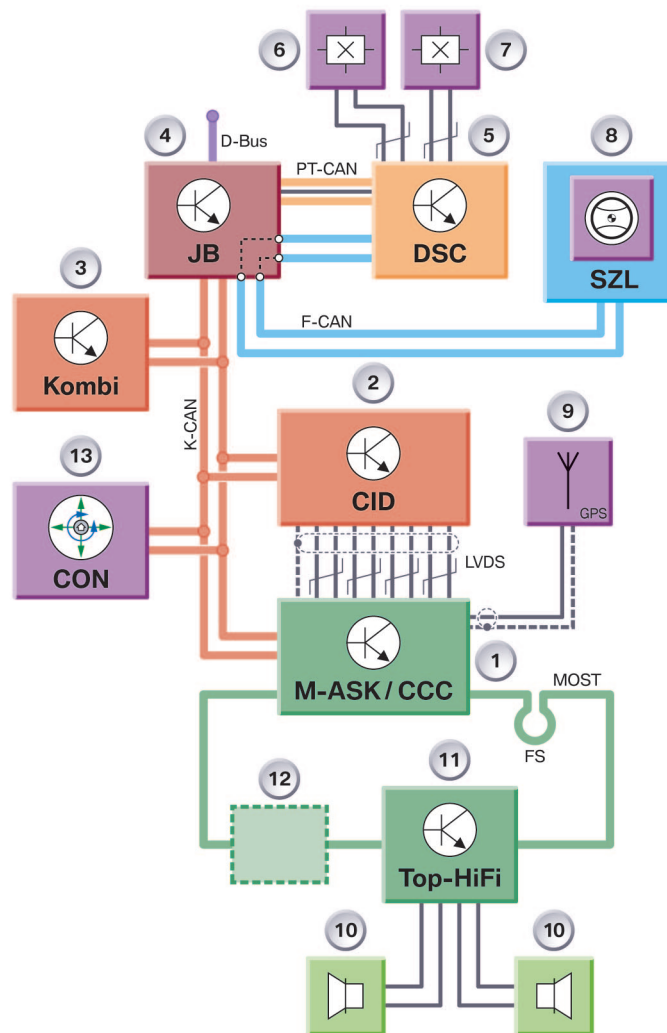 6
7
4
D-Bus
5
8
PT-CAN
JB
DSC
SZL
3
F-CAN
Kombi
K-CAN
2
9
13
CID
GPS
CON
LVDS
1
M-ASK / CCC
MOST
FS
12
11
Top-HiFi
10
10